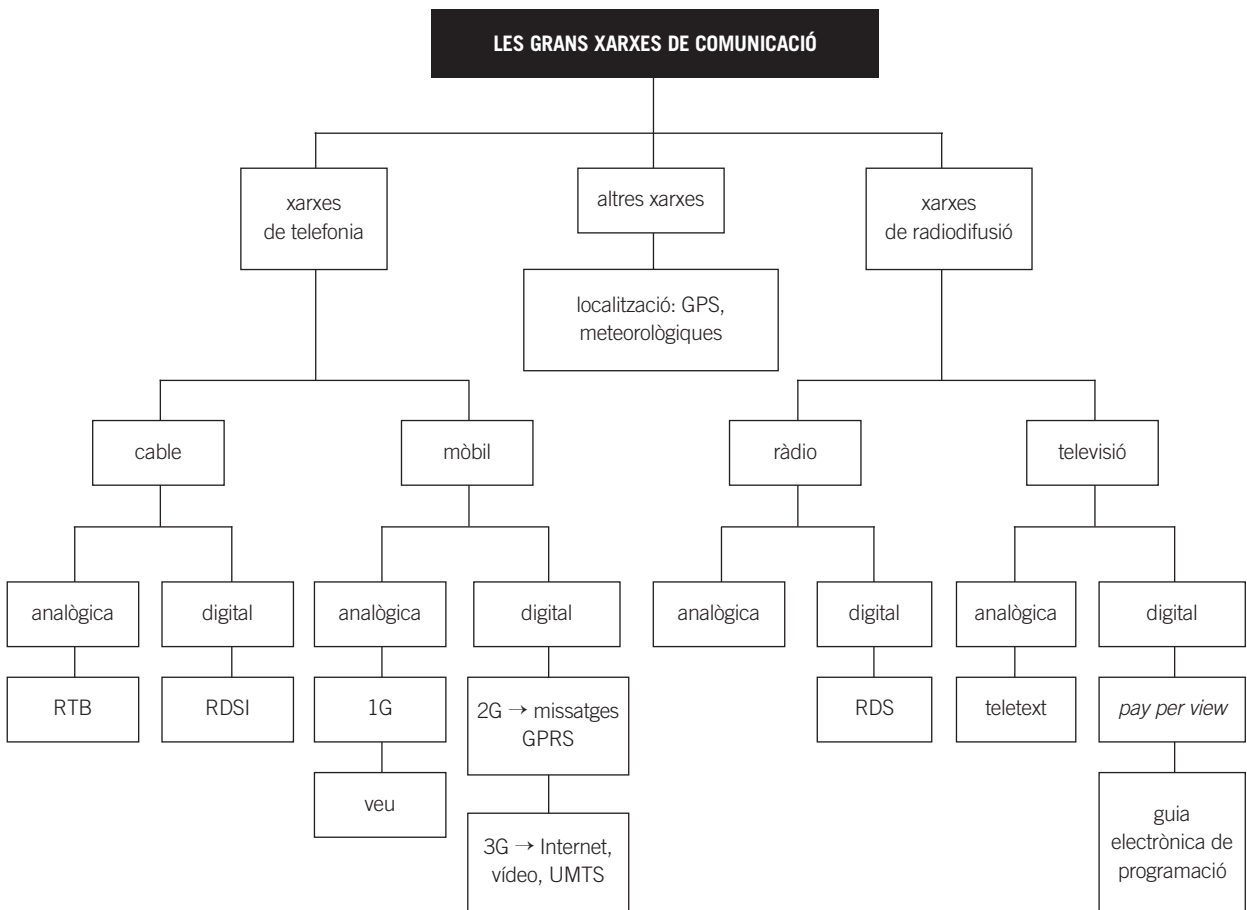 LES GRANS XARXES DE COMUNICACIÓ
xarxes
de telefonia
altres xarxes
xarxes
de radiodifusió
localització: GPS,
meteorològiques
cable
mòbil
ràdio
televisió
analògica
digital
analògica
digital
analògica
digital
analògica
digital
RTB
RDSI
1G
2G → missatges
GPRS
RDS
teletext
pay per view
veu
3G → Internet,
vídeo, UMTS
guia
electrònica de
programació